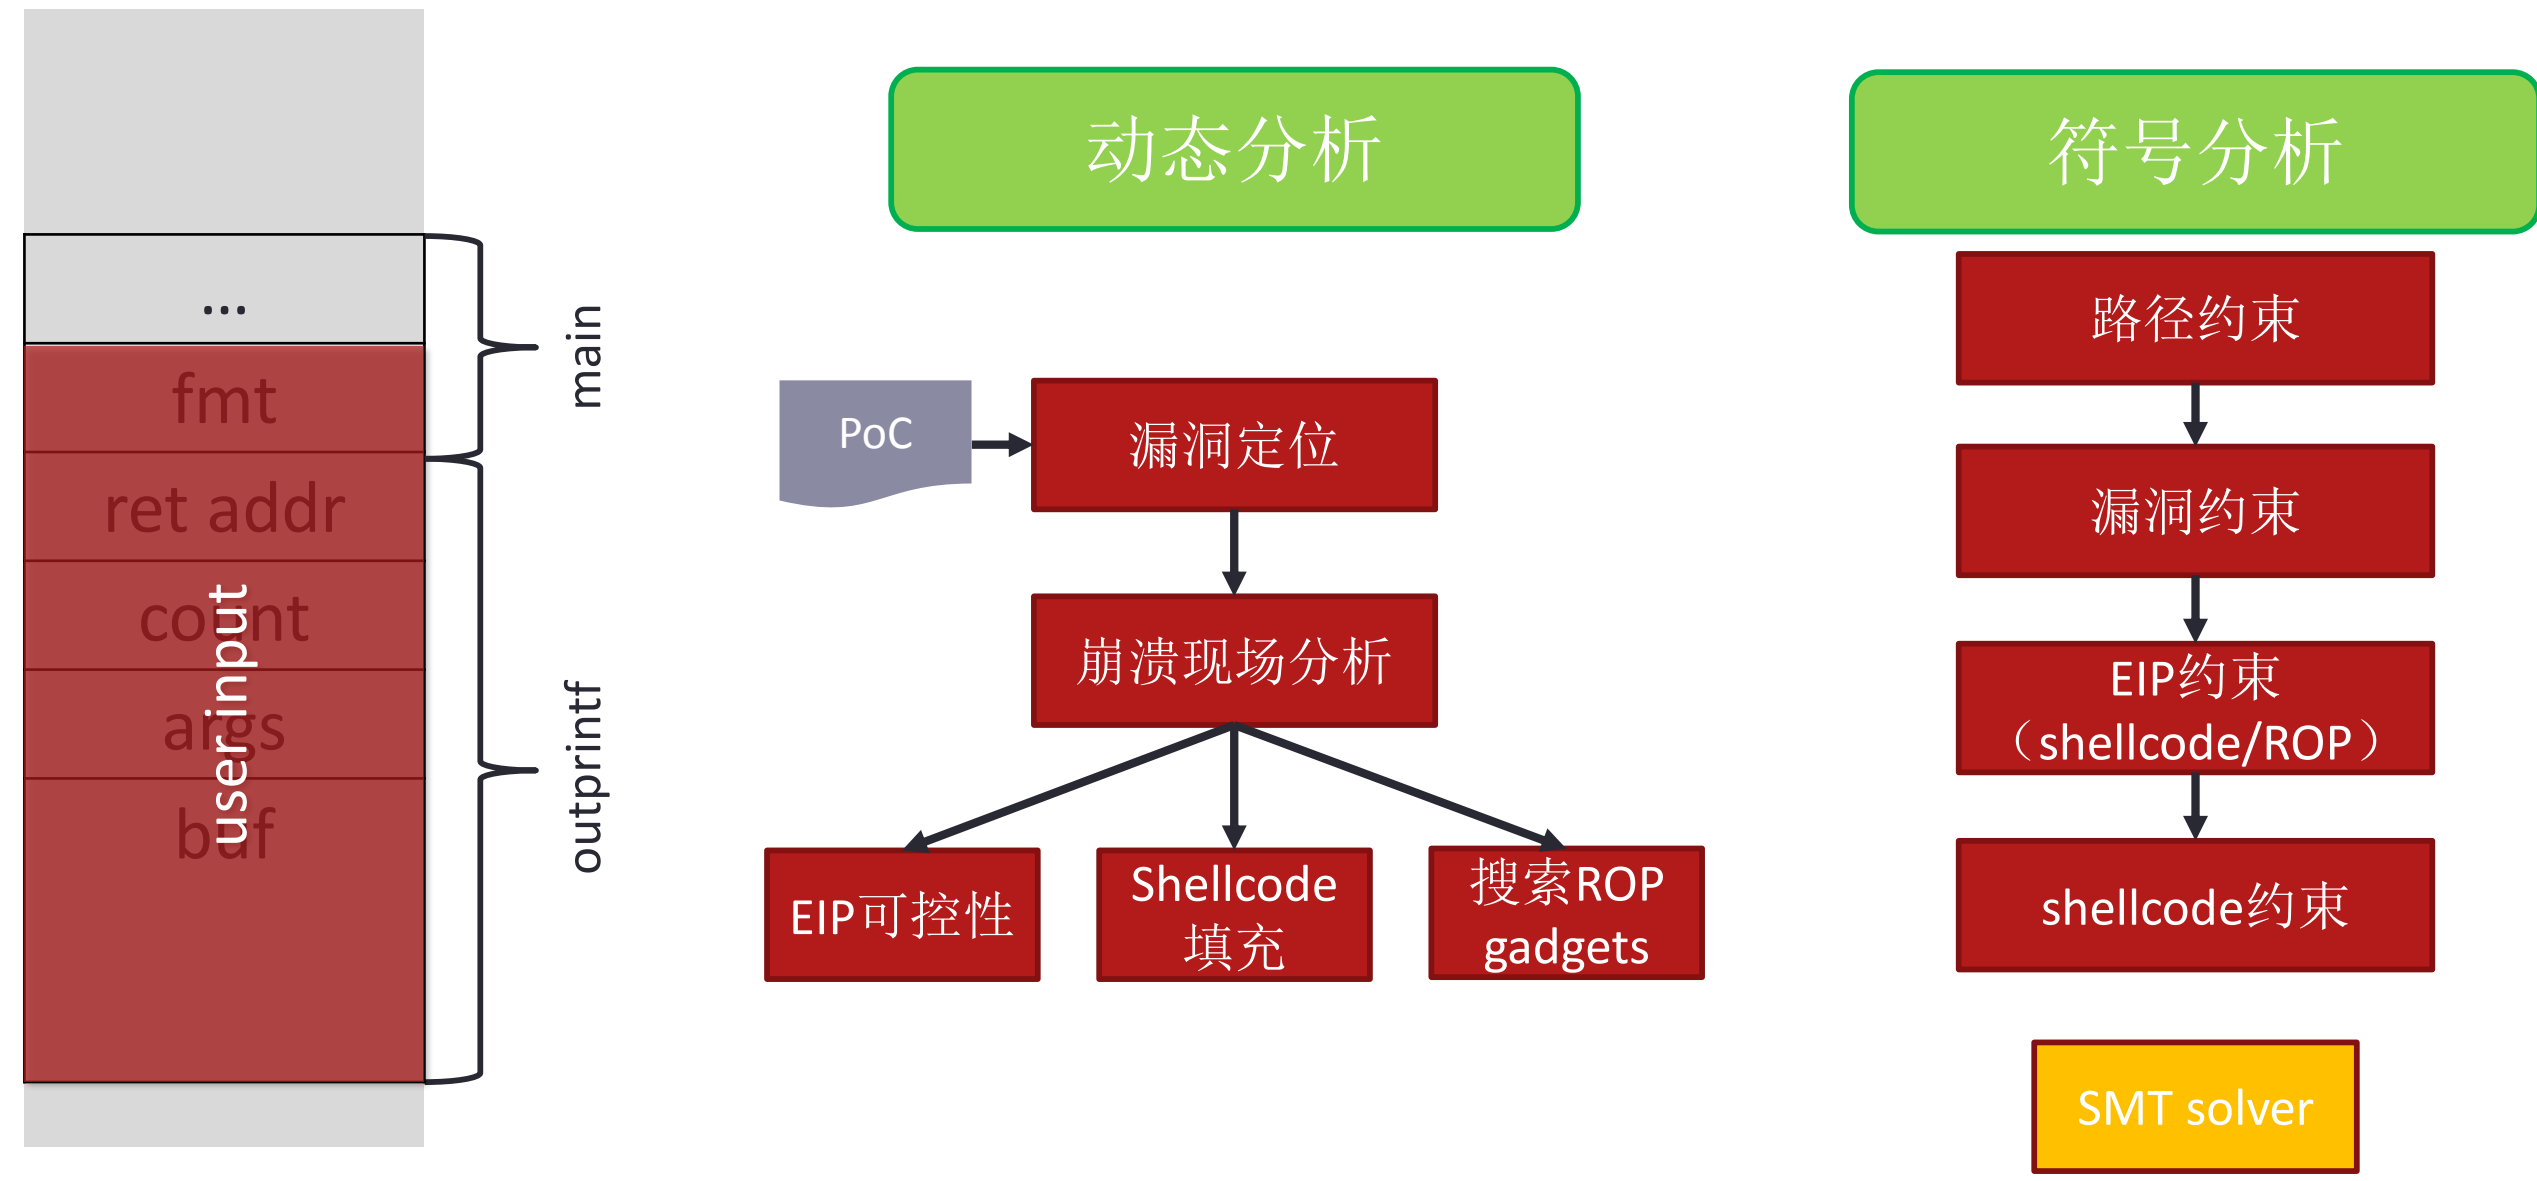 ...
fmt
ret addr
count
args
buf
user input
main
outprintf
动态分析
PoC
漏洞定位
崩溃现场分析
EIP可控性
Shellcode
填充
搜索ROP
gadgets
符号分析
路径约束
漏洞约束
EIP约束
（shellcode/ROP）
shellcode约束
SMT solver